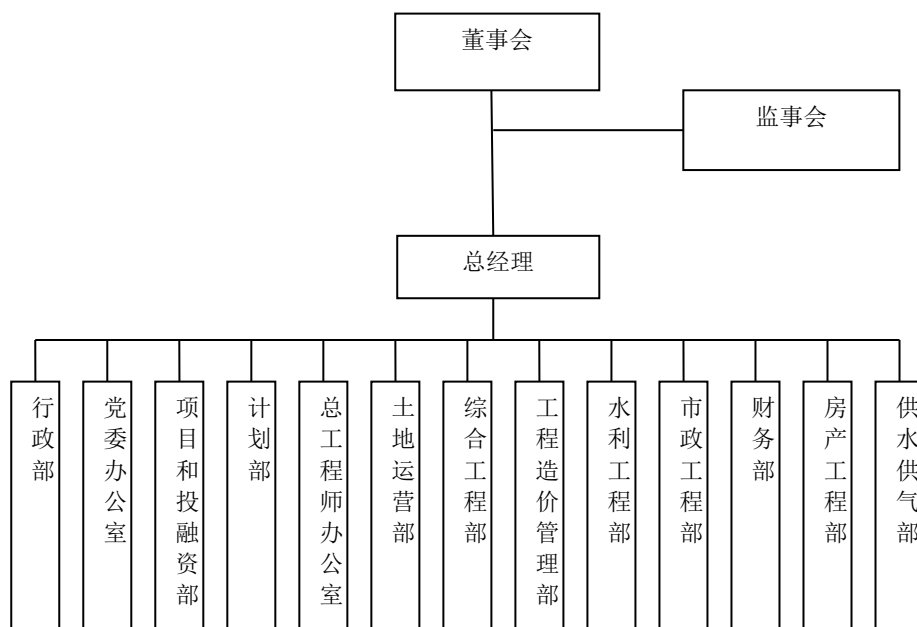 董事会
监事会
总经理
行政部
党委办公室
项目和投融资部
计划部
总工程师办公室
土地运营部
综合工程部
工程造价管理部
水利工程部
市政工程部
财务部
房产工程部
供水供气部